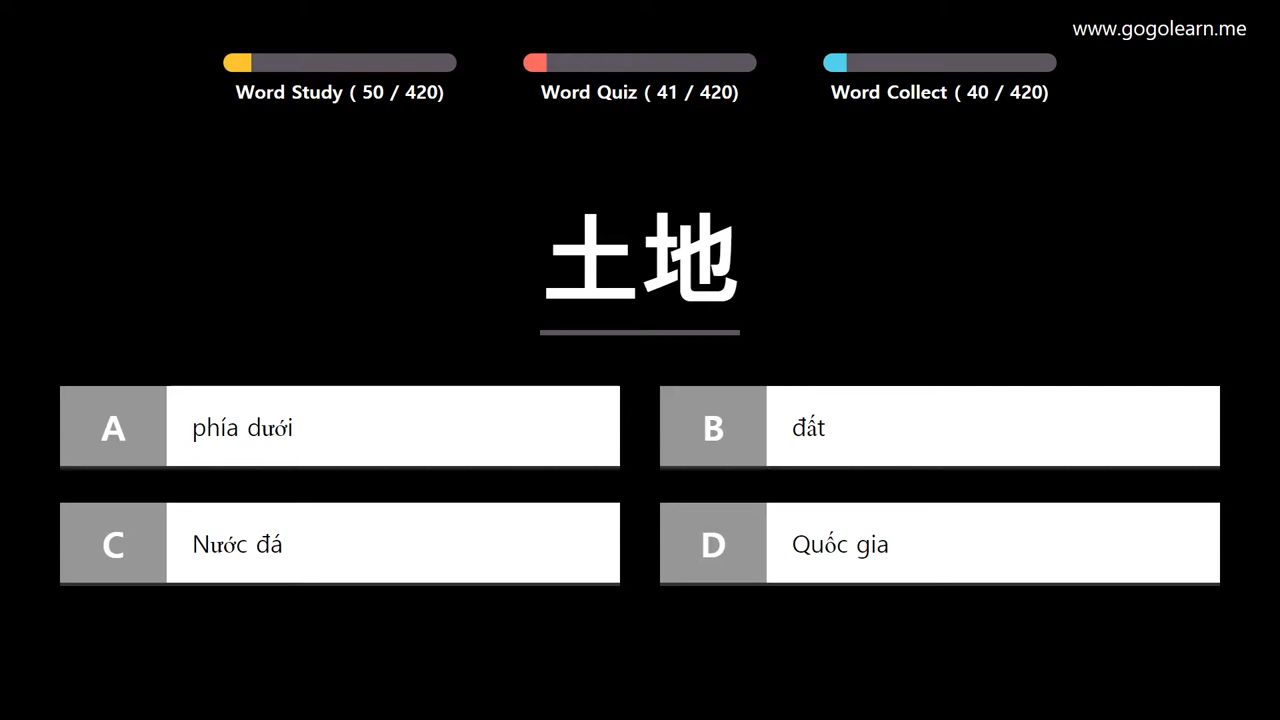 www.gogolearn.me
Word Study ( 50 / 420)
Word Quiz ( 41 / 420)
Word Collect ( 40 / 420)
土地
A phía dưới
B đất
C Nước đá
D Quốc gia